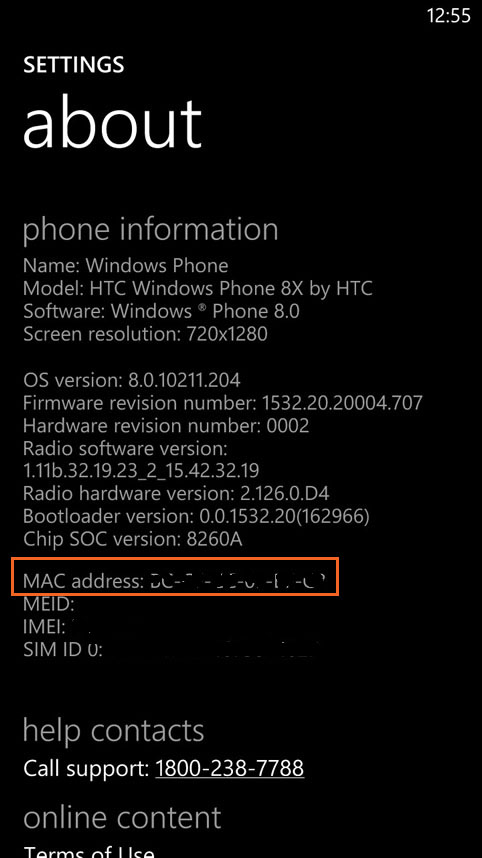 12:55
SETTINGS
about
phone information
Name: Windows Phone
Model: HTC Windows Phone 8X by HTC
Software: Windows ® Phone 8.0
Screen resolution: 720x1280
OS version: 8.0.10211.204
Firmware revision number: 1532.20.20004.707
Hardware revision number: 0002
Radio software version:
1.11b.32.19.23_2_15.42.32.19
Radio hardware version: 2.126.0.D4
Bootloader version: 0.0.1532.20(162966)
Chip SOC version: 8260A
MAC address:
MEID:
IMEI:
SIM ID 0:
help contacts
Call support: 1800-238-7788
online content
Terms of Use